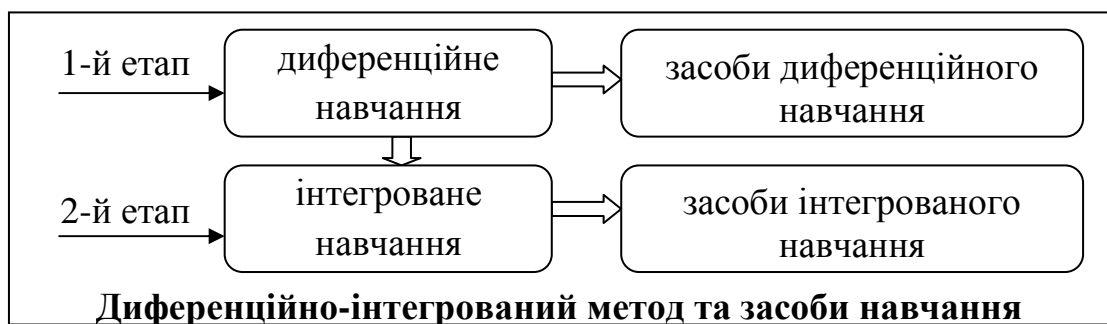 1-й етап
диференційне
навчання
засоби диференційного
навчання
2-й етап
інтегроване
навчання
засоби інтегрованого
навчання
Диференційно-інтегрований метод та засоби навчання